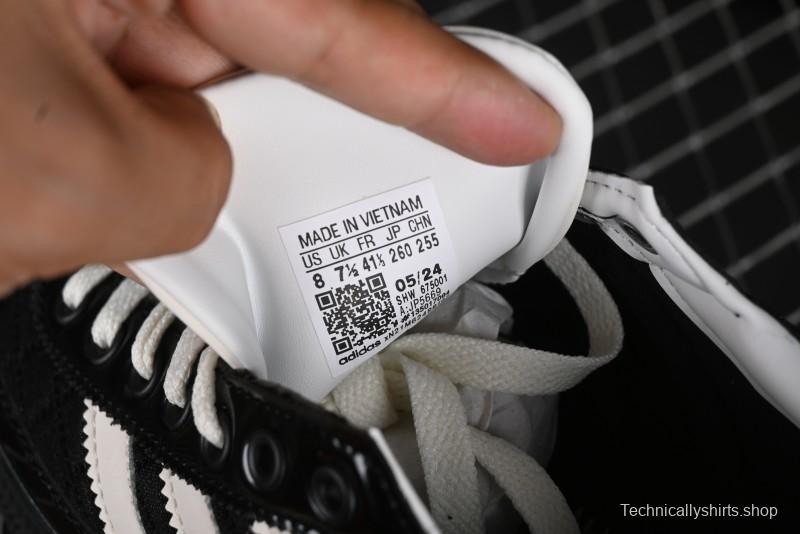 MADE IN VIETNAM
US UK FR JP CHN
8 7½ 41⅓ 260 255
05/24
SHW 675001
A:JP5669
adidas
Technicallyshirts.shop